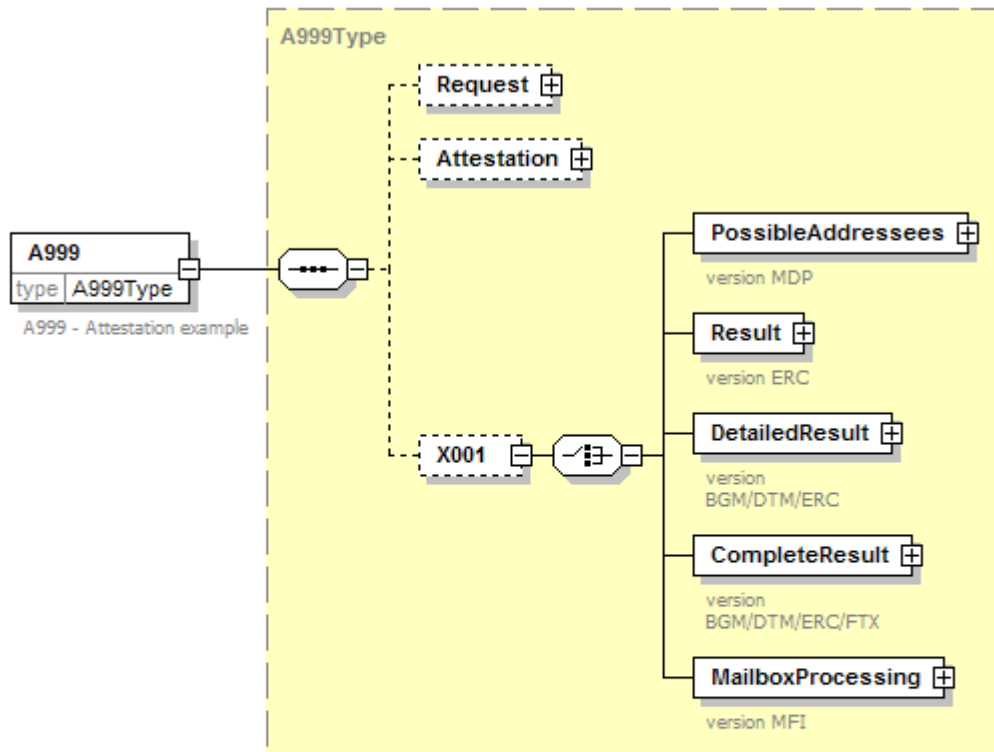 A999Type
Request
Attestation
PossibleAddressees
version MDP
A999
type A999Type
A999 - Attestation example
Result
version ERC
DetailedResult
X001
version
BGM/DTM/ERC
CompleteResult
version
BGM/DTM/ERC/FTX
MailboxProcessing
version MFI